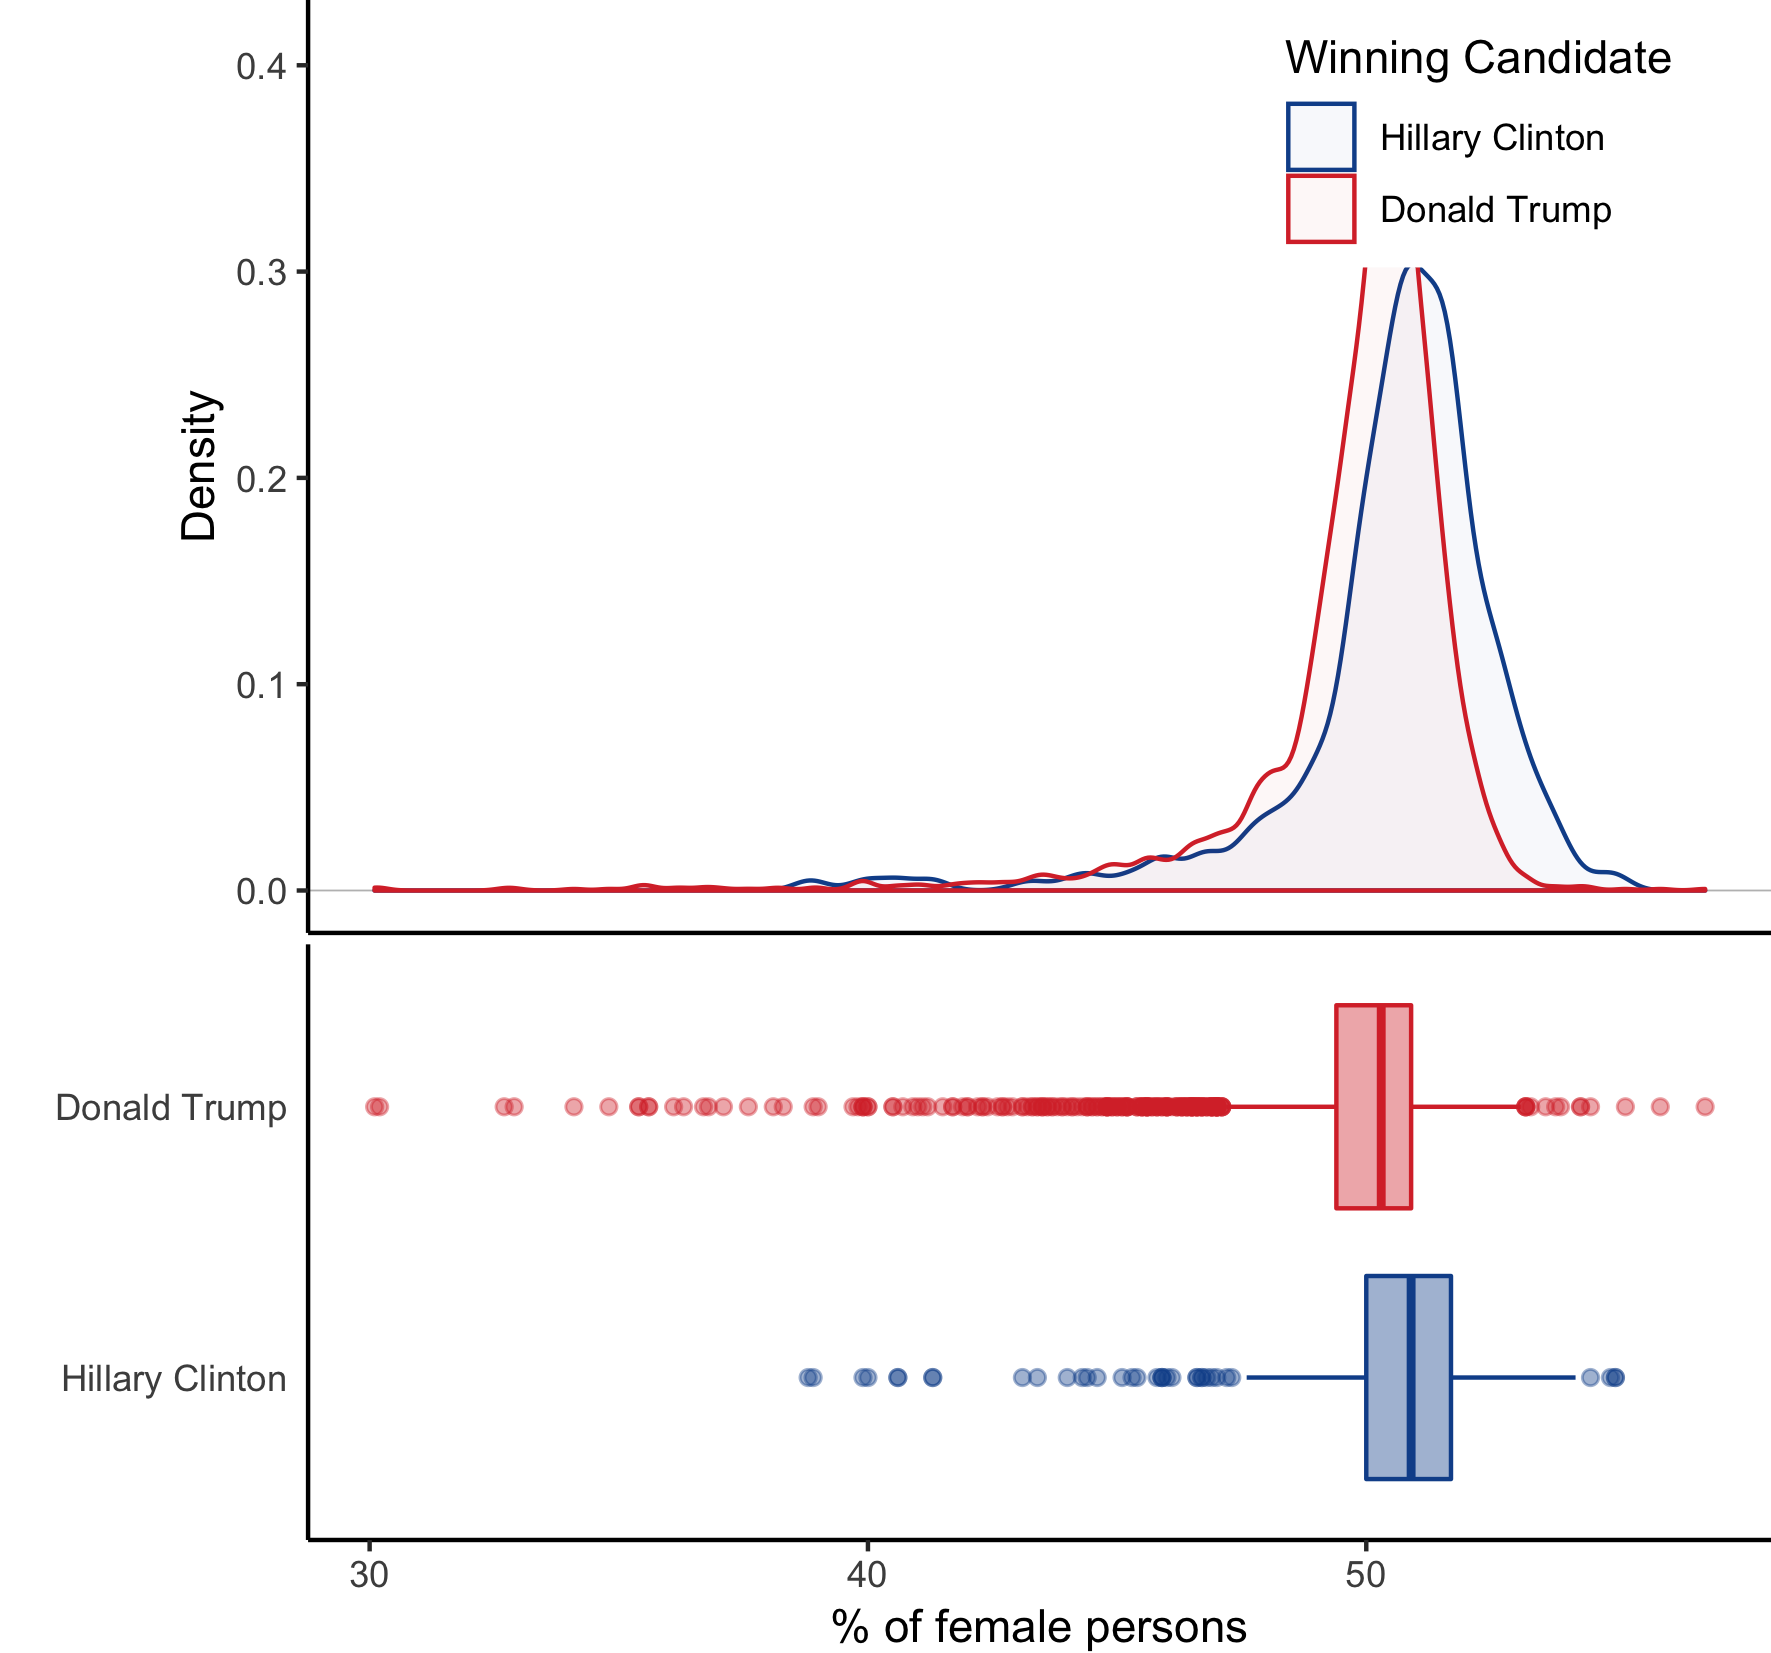 Winning Candidate
Hillary Clinton
Donald Trump
Density
0.4
0.3
0.2
0.1
0.0
Donald Trump
Hillary Clinton
30 40 50
% of female persons